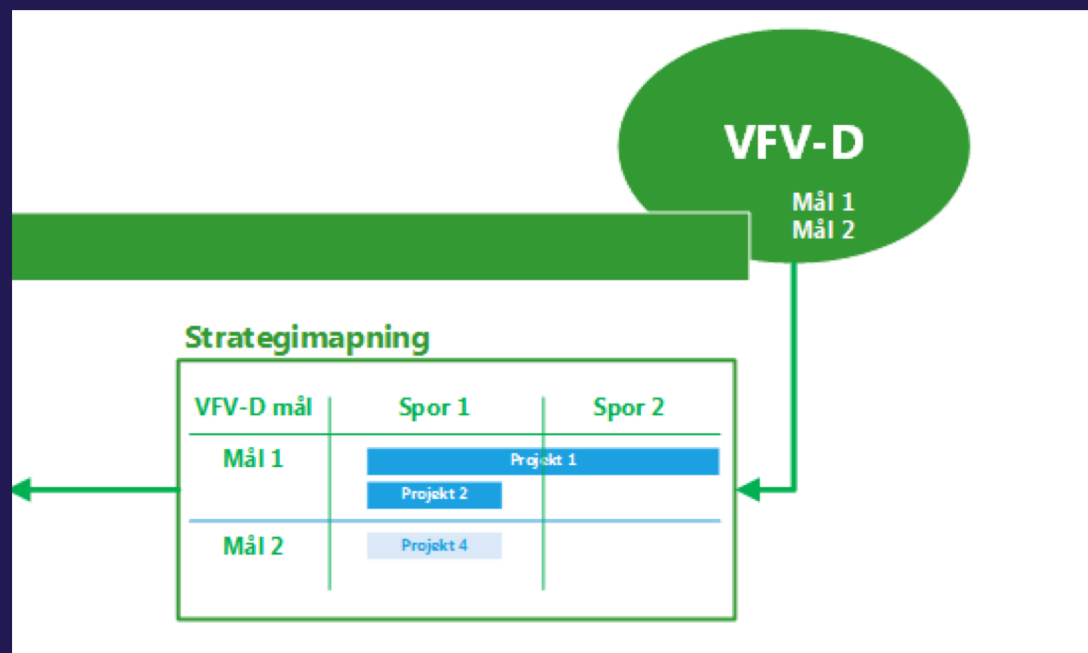 VFV-D
Mål 1
Mål 2
Strategimapning
VFV-D mål Spor 1 Spor 2
Mål 1 Projekt 1
Projekt 2
Mål 2 Projekt 4